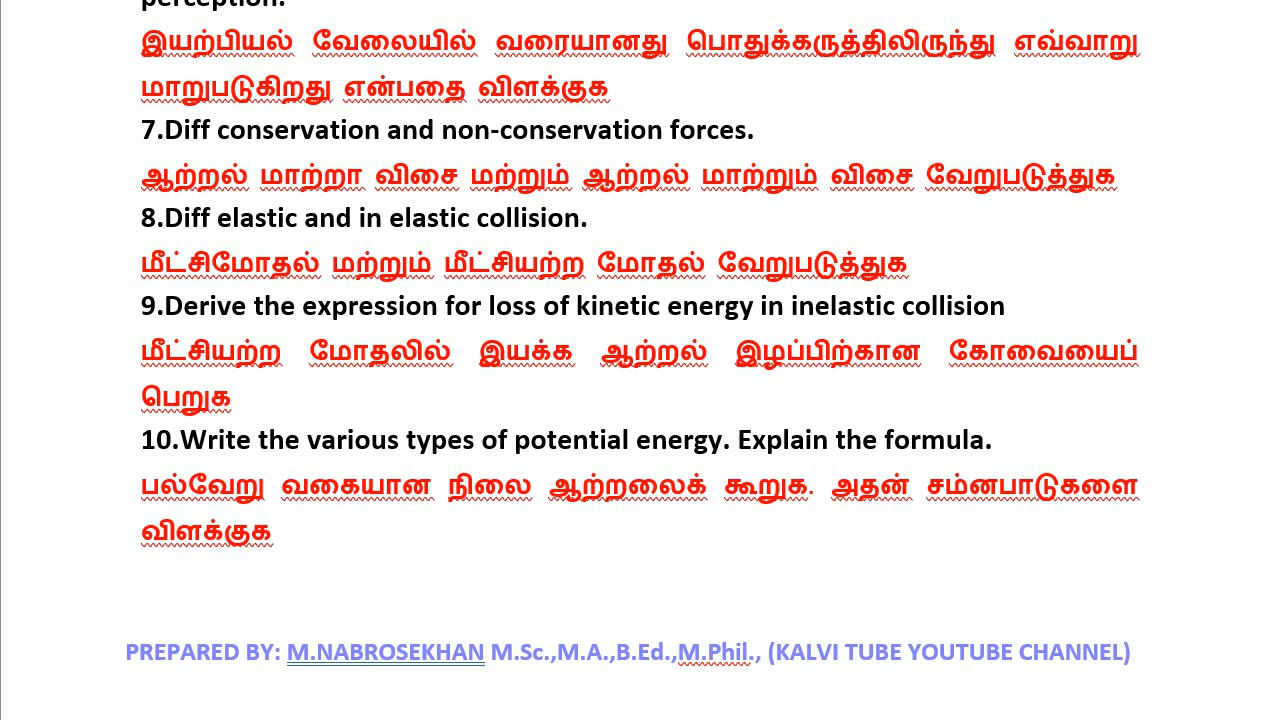 perception.
இயற்பியல் வேலையில் வரையானது பொதுக்கருத்திலிருந்து எவ்வாறு
மாறுபடுகிறது என்பதை விளக்குக
7.Diff conservation and non-conservation forces.
ஆற்றல் மாற்றா விசை மற்றும் ஆற்றல் மாற்றும் விசை வேறுபடுத்துக
8.Diff elastic and in elastic collision.
மீட்சிமோதல் மற்றும் மீட்சியற்ற மோதல் வேறுபடுத்துக
9.Derive the expression for loss of kinetic energy in inelastic collision
மீட்சியற்ற மோதலில் இயக்க ஆற்றல் இழப்பிற்கான கோவையைப்
பெறுக
10.Write the various types of potential energy. Explain the formula.
பல்வேறு வகையான நிலை ஆற்றலைக் கூறுக. அதன் சம்னபாடுகளை
விளக்குக
PREPARED BY: M.NABROSEKHAN M.Sc.,M.A.,B.Ed.,M.Phil., (KALVI TUBE YOUTUBE CHANNEL)